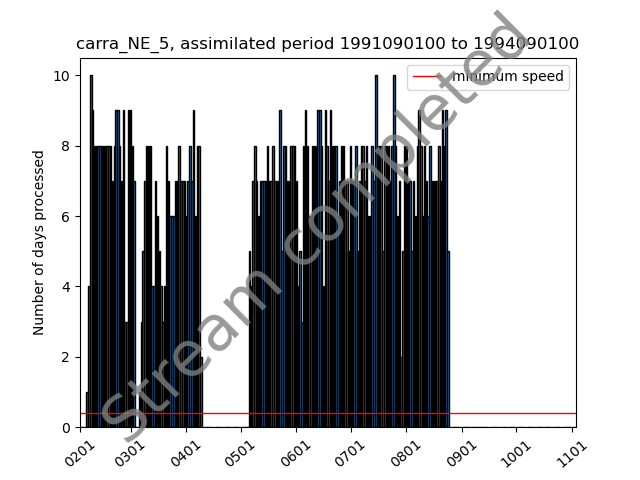 carra_NE_5, assimilated period 1991090100 to 1994090100
minimum speed
Number of days processed
10
8
6
4
2
0
0201 0301 0401 0501 0601 0701 0801 0901 1001 1101
Stream completed